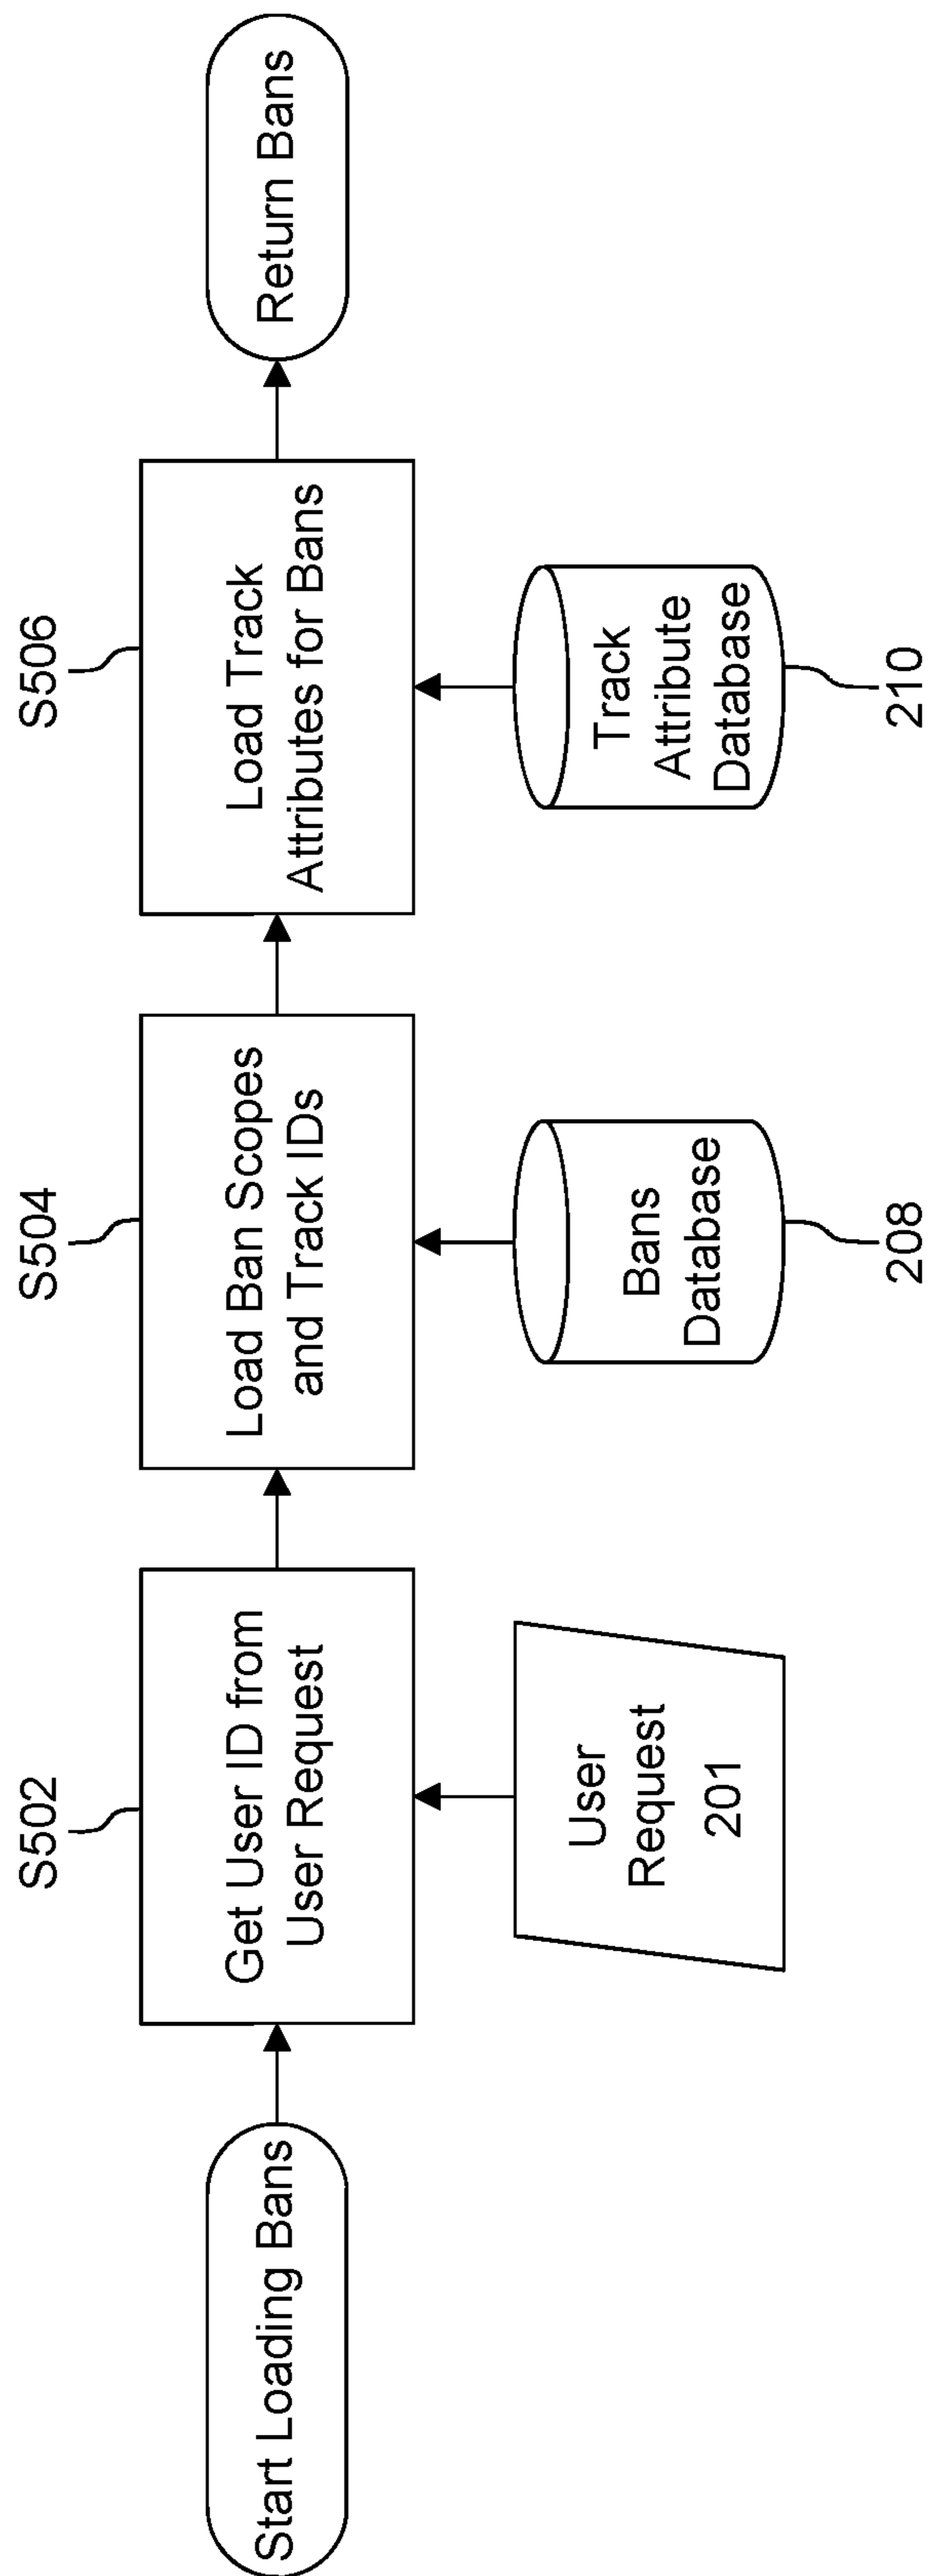 S502
S504
S506
Start Loading Bans
Get User ID from
User Request
Load Ban Scopes
and Track IDs
Load Track
Attributes for Bans
Return Bans
User
Request
201
Bans
Database
Track
Attribute
Database
208
210